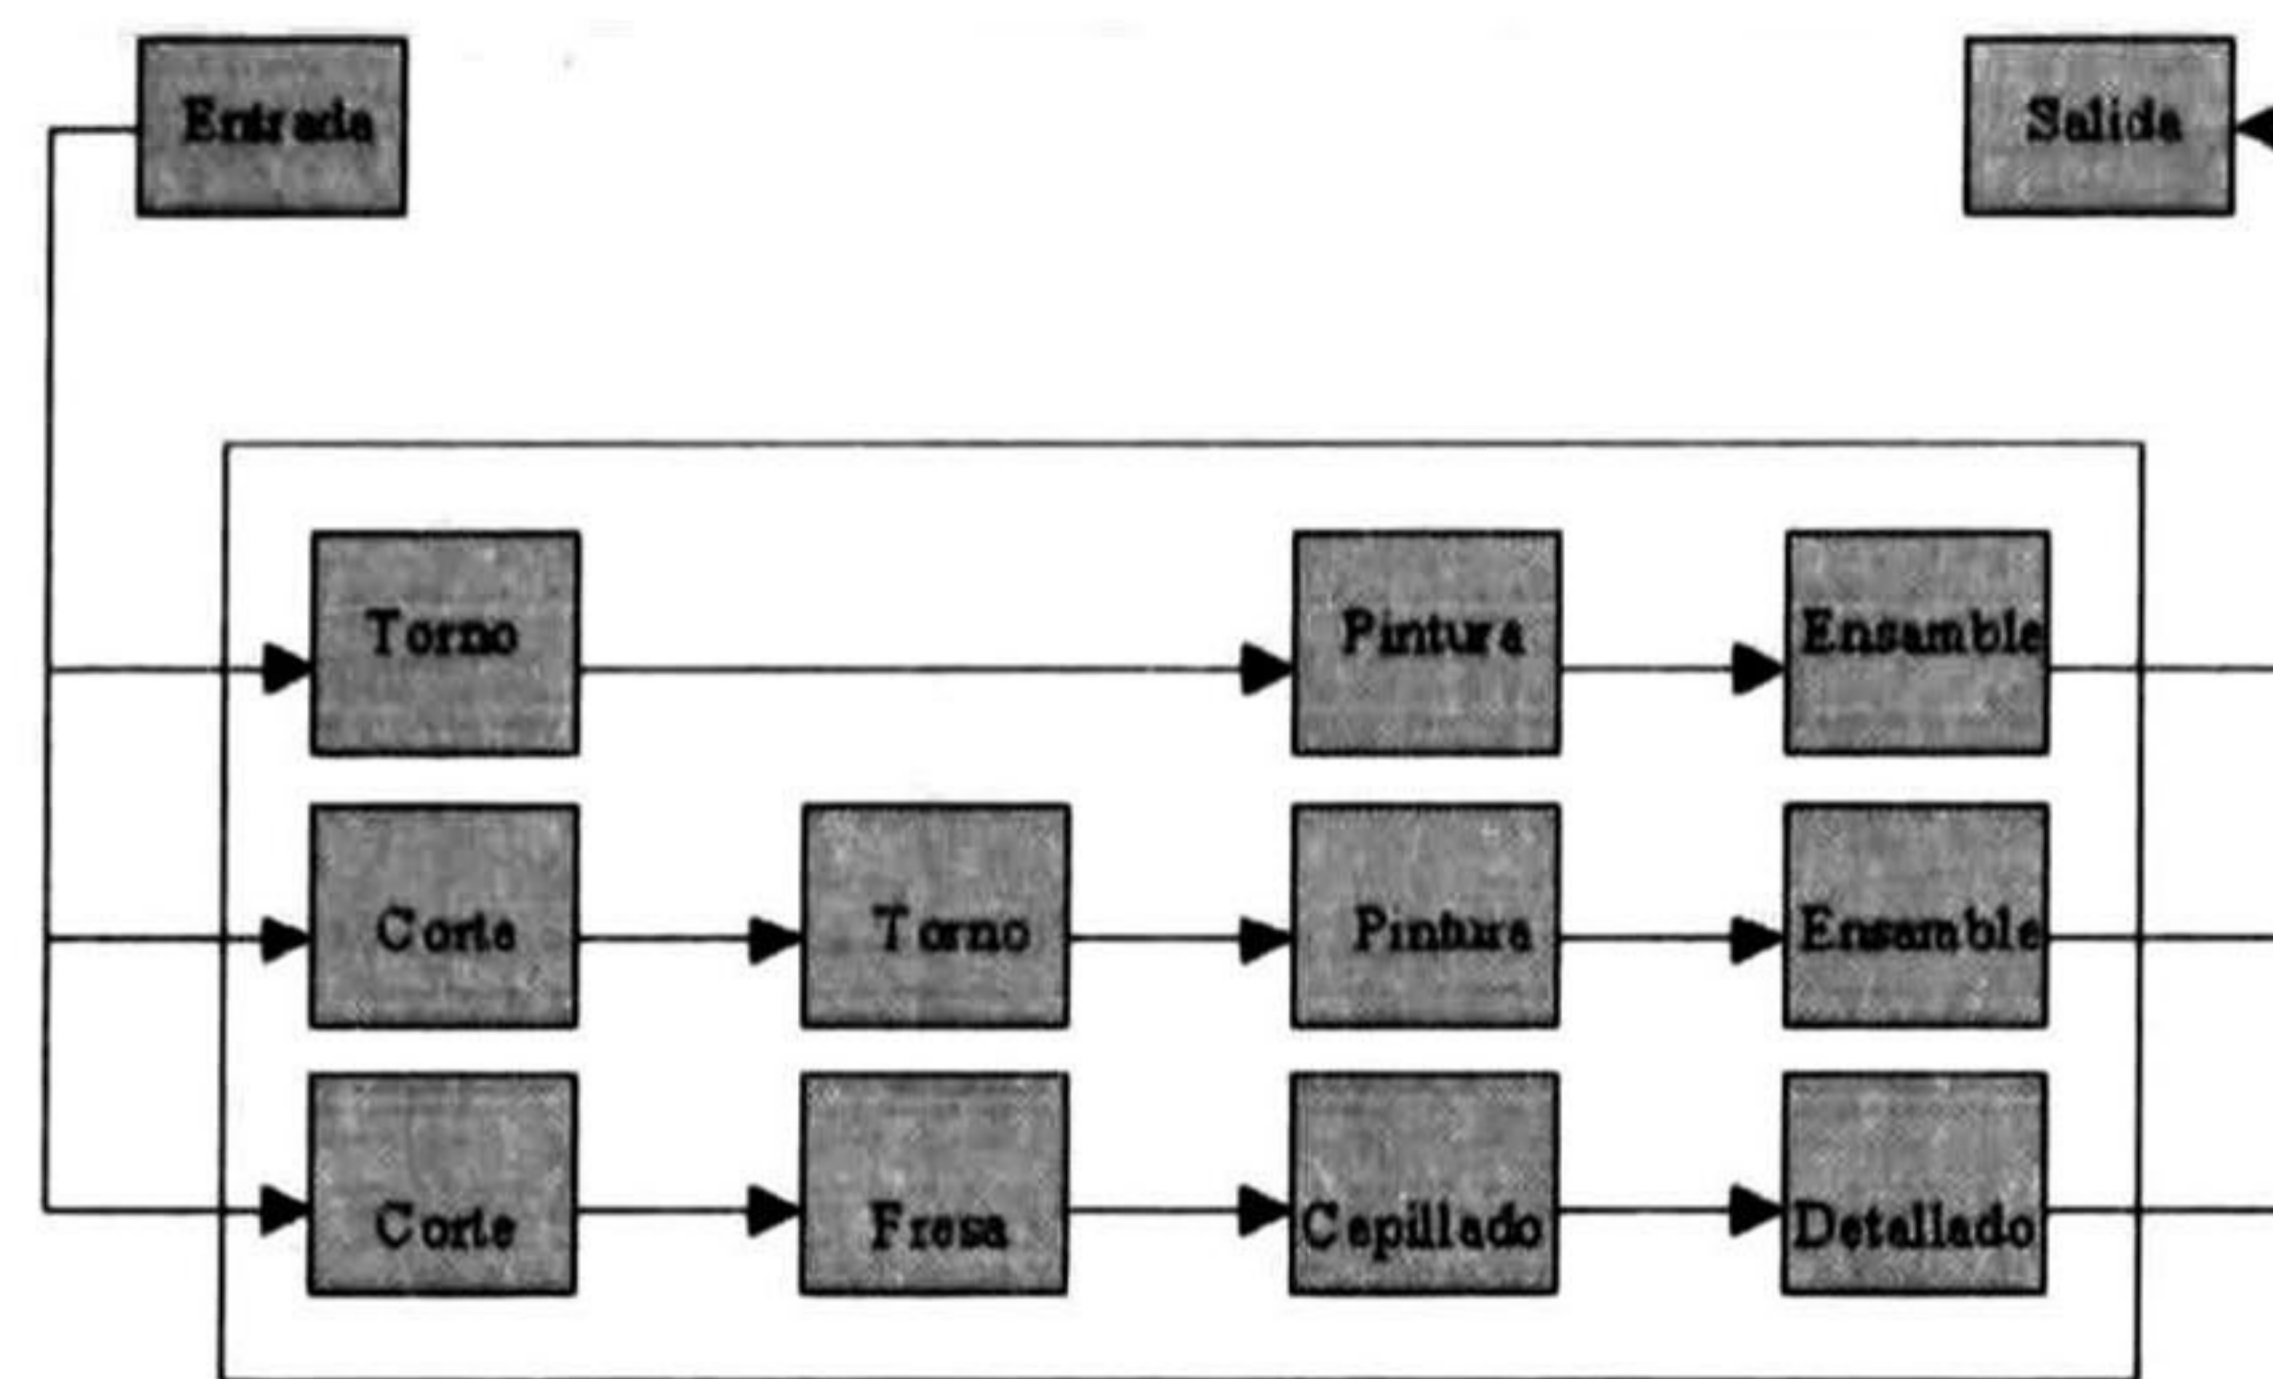 Entrada
Salida
Torno
Pintura
Ensamble
Corte
Torno
Pintura
Ensamble
Corte
Fresa
Cepillado
Detallado